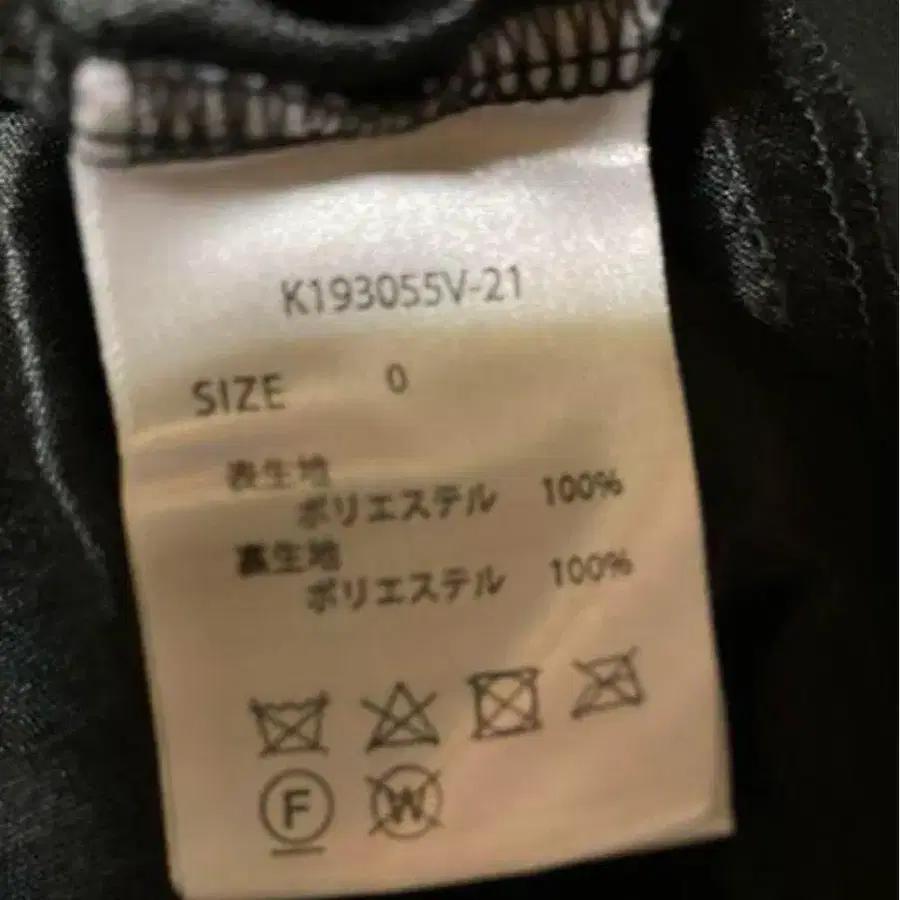 K193055V-21
SIZE 0
表生地
ポリエステル 100%
裏生地
ポリエステル 100%
F W